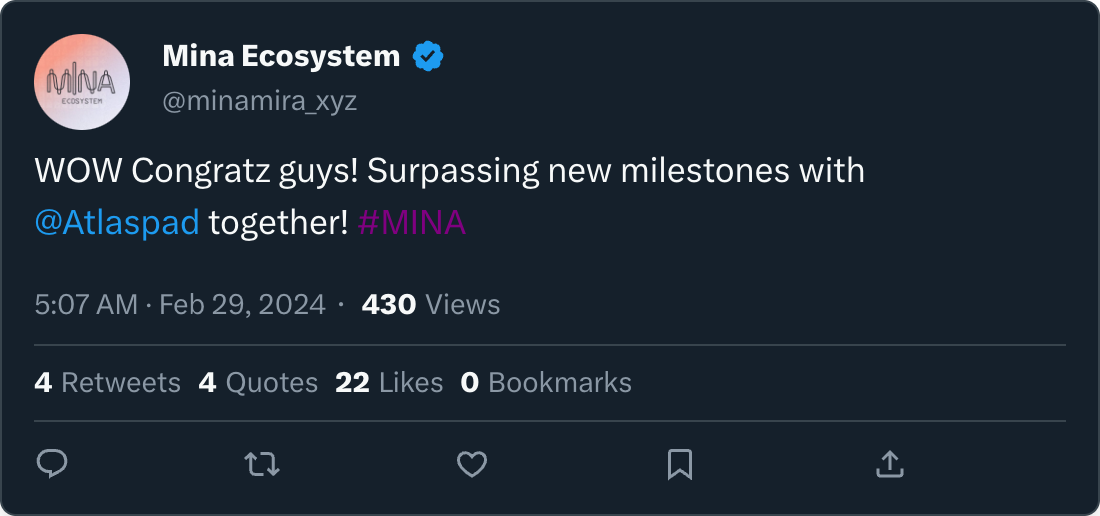 MINA
ECOSYSTEM
Mina Ecosystem
@minamira_xyz
WOW Congratz guys! Surpassing new milestones with
@Atlaspad together! #MINA
5:07 AM · Feb 29, 2024 · 430 Views
4 Retweets 4 Quotes 22 Likes 0 Bookmarks